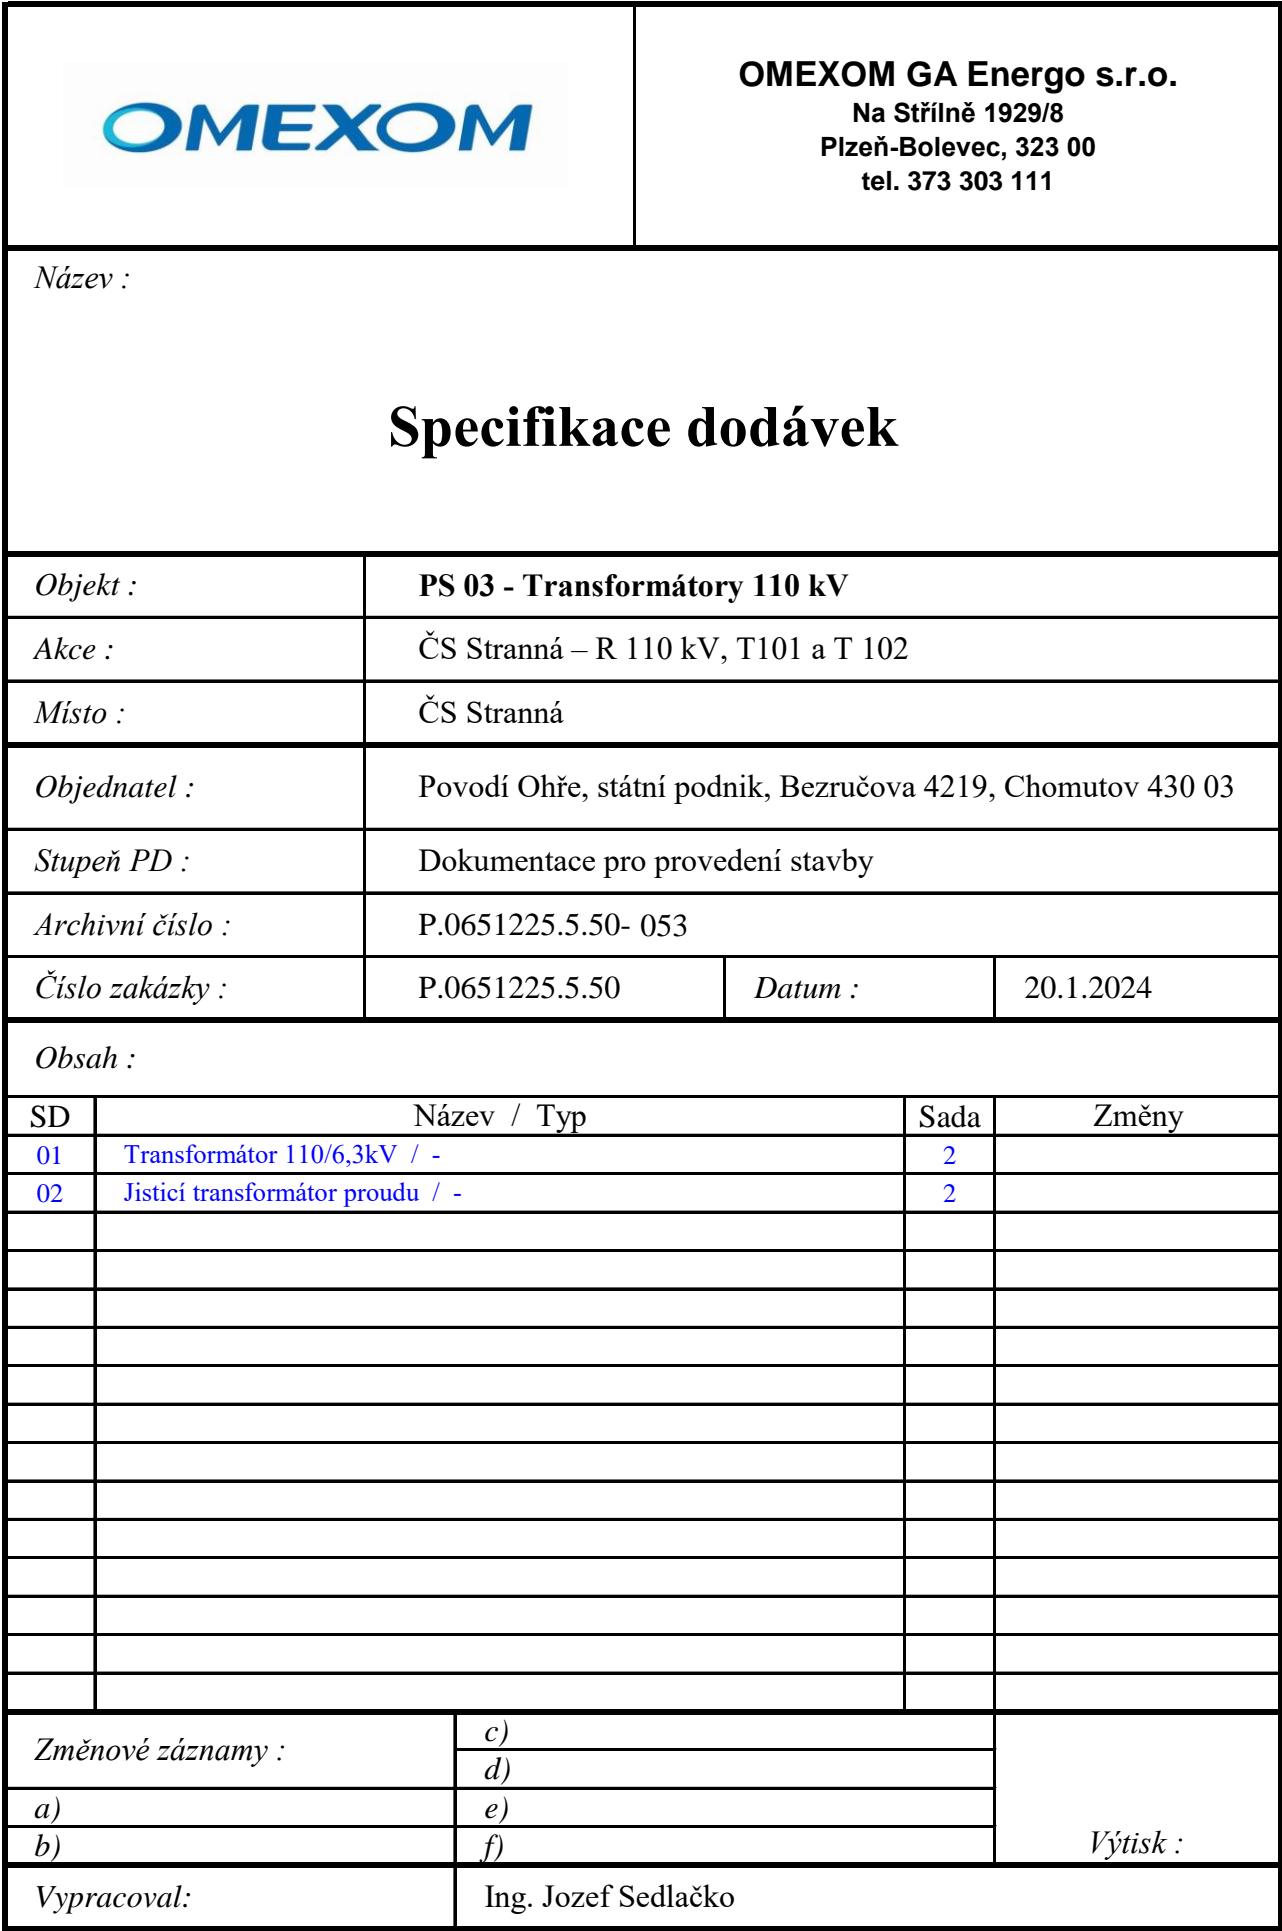 OMEXOM
OMEXOM GA Energo s.r.o.
Na Střílně 1929/8
Plzeň-Bolevec, 323 00
tel. 373 303 111
Název :
Specifikace dodávek
Objekt : PS 03 - Transformátory 110 kV
Akce : ČS Stranná – R 110 kV, T101 a T 102
Místo : ČS Stranná
Objednatel : Povodí Ohře, státní podnik, Bezručova 4219, Chomutov 430 03
Stupeň PD : Dokumentace pro provedení stavby
Archivní číslo : P.0651225.5.50- 053
Číslo zakázky : P.0651225.5.50 Datum : 20.1.2024
Obsah :
SD Název / Typ Sada Změny
01 Transformátor 110/6,3kV / - 2
02 Jisticí transformátor proudu / - 2
Změnové záznamy :
c)
d)
a) e)
b) f)
Výtisk :
Vypracoval: Ing. Jozef Sedlačko